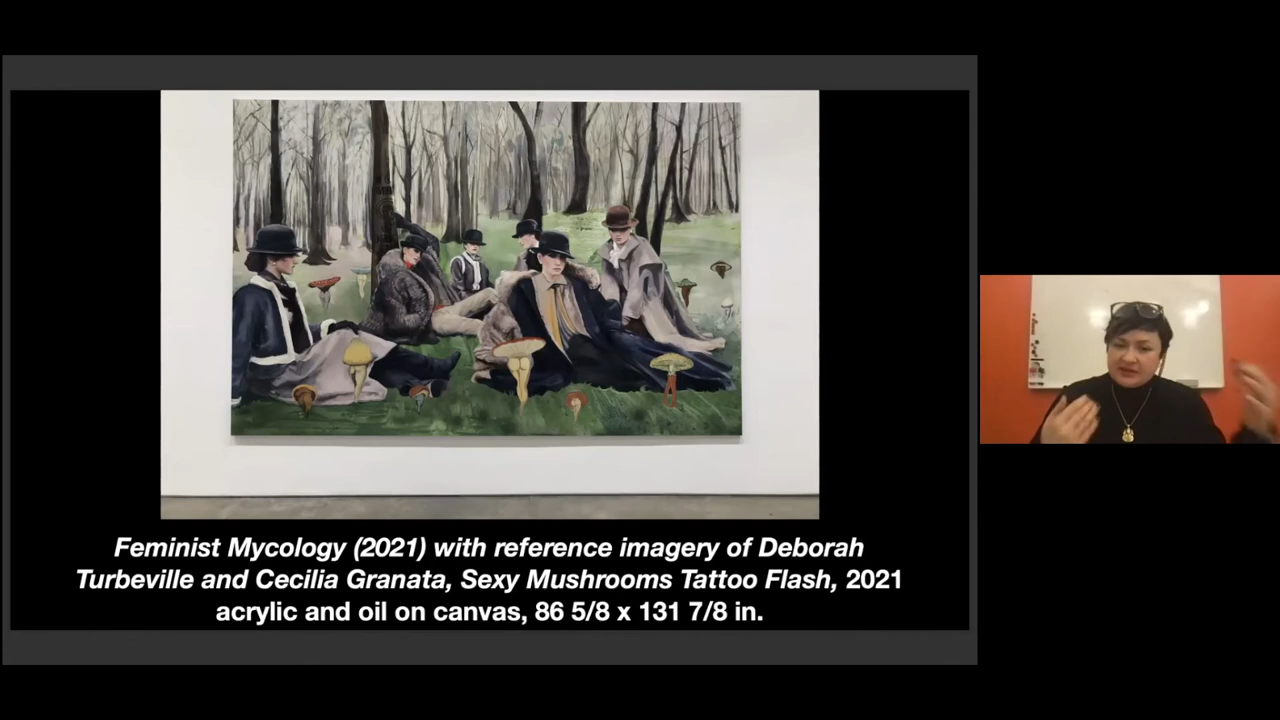 Feminist Mycology (2021) with reference imagery of Deborah
Turbeville and Cecilia Granata, Sexy Mushrooms Tattoo Flash, 2021
acrylic and oil on canvas, 86 5/8 x 131 7/8 in.